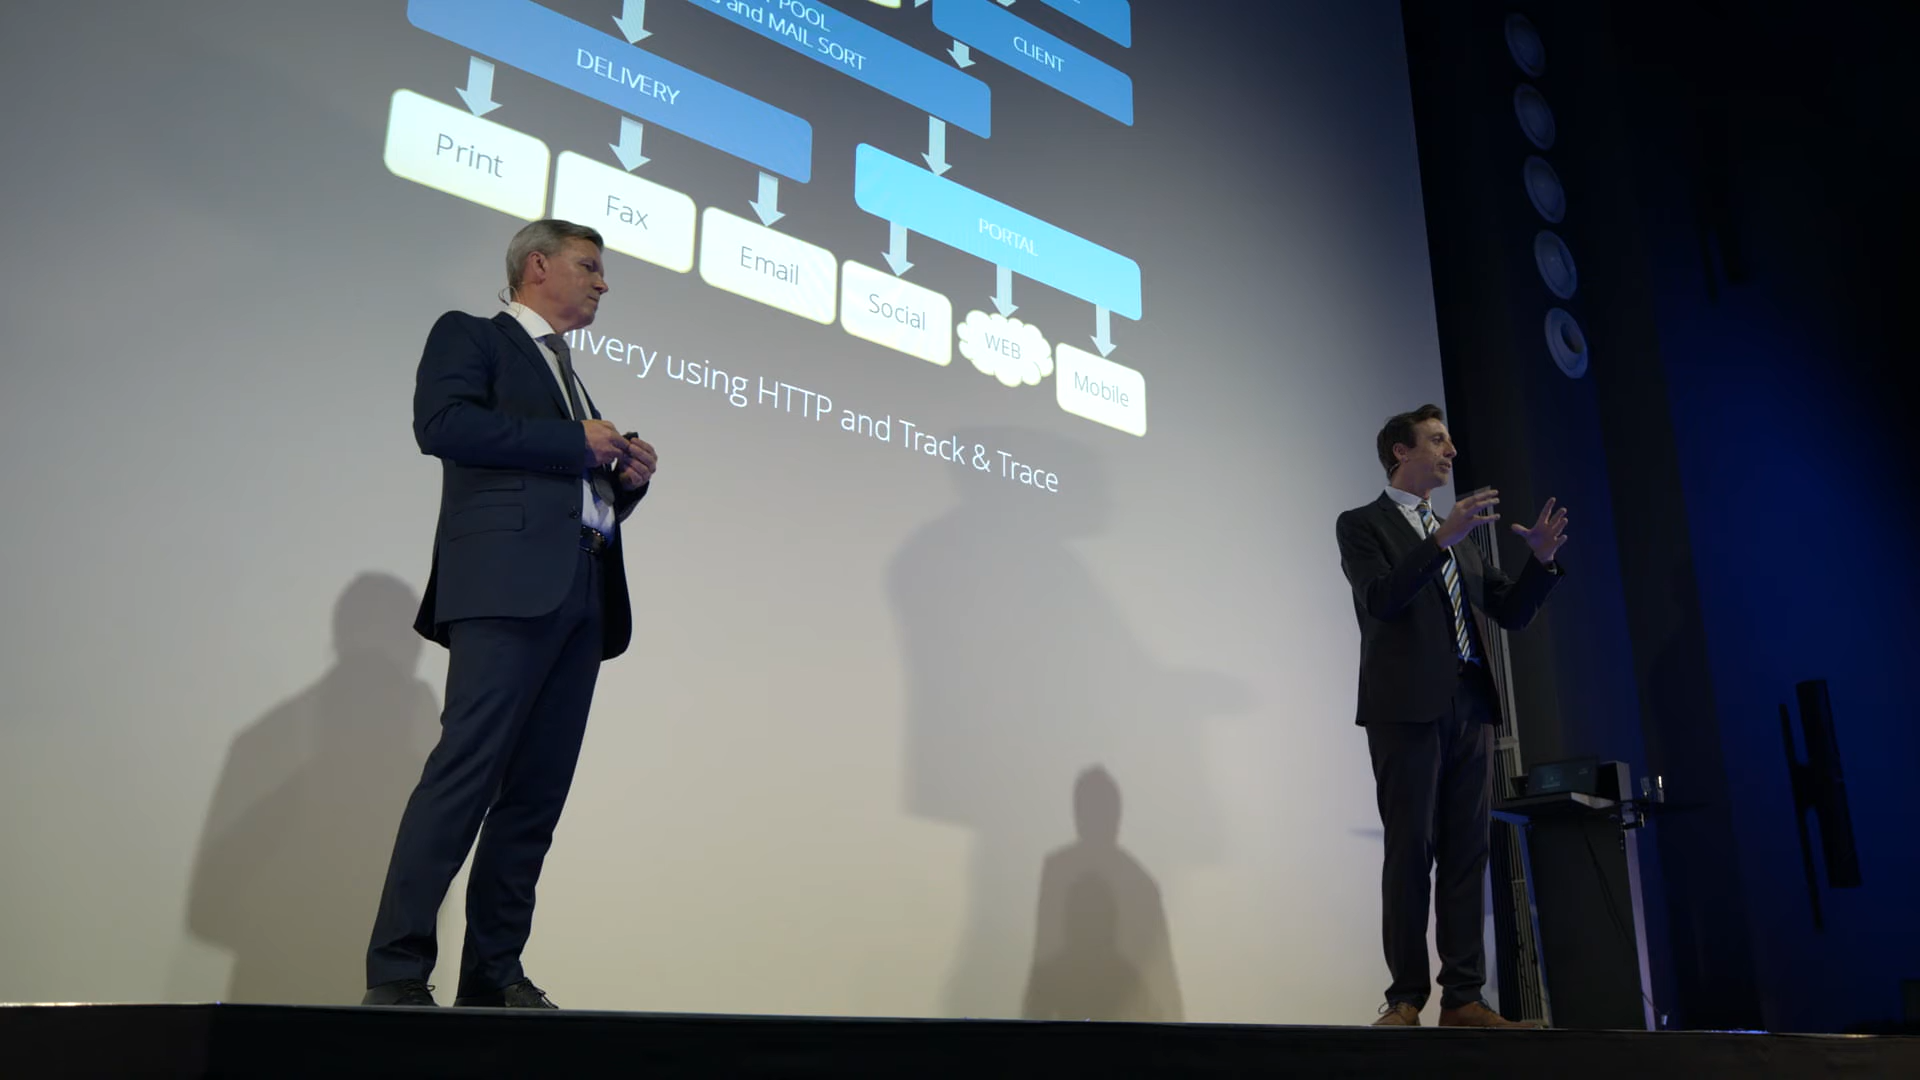 POOL
and MAIL SORT
CLIENT
DELIVERY
Print
Fax
Email
PORTAL
Social
WEB
Mobile
livery using HTTP and Track & Trace